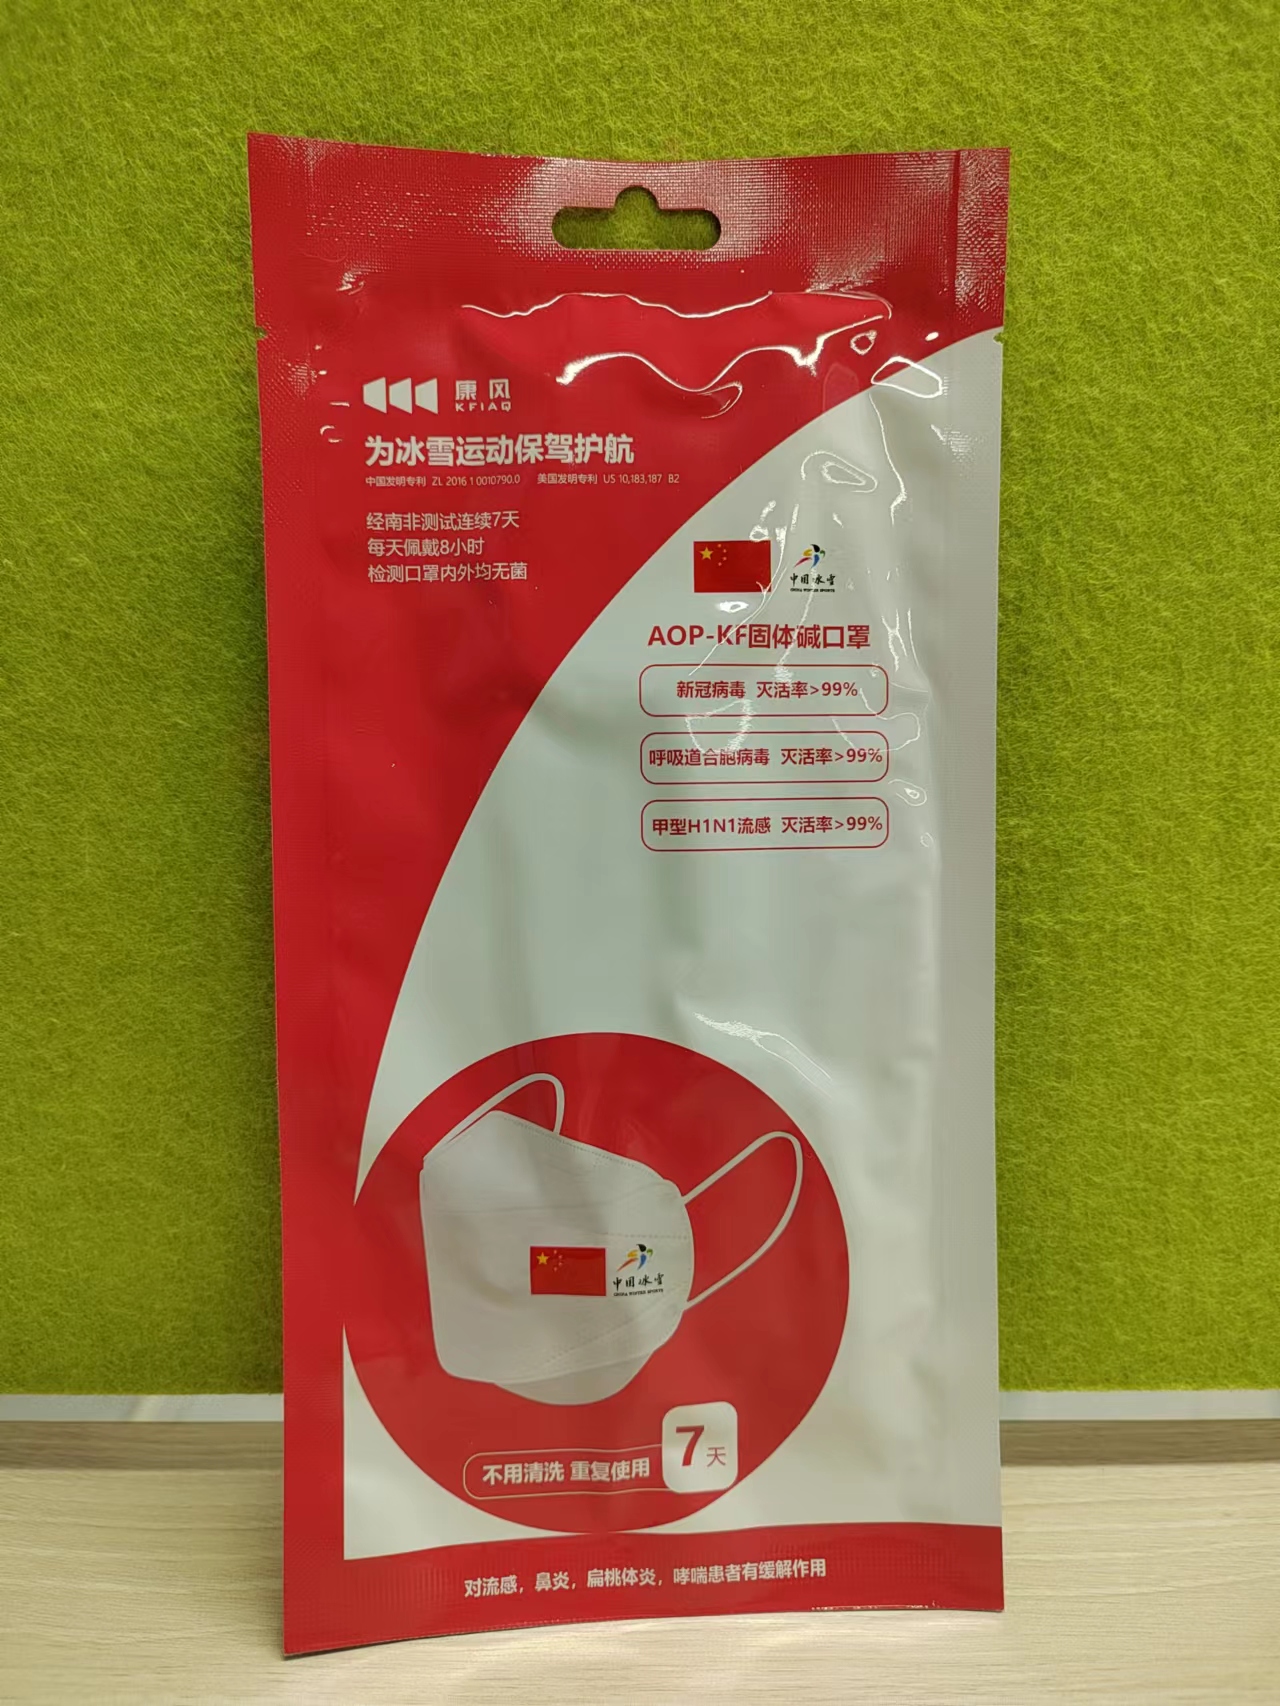 康风
KFIAQ
为冰雪运动保驾护航
中国发明专利 ZL 2016 1 0010790.0 美国发明专利 US 10,183,187 B2
经南非测试连续7天
每天佩戴8小时
检测口罩内外均无菌
中国冰雪
CHINA WINTER SPORTS
AOP-KF固体碱口罩
新冠病毒 灭活率>99%
呼吸道合胞病毒 灭活率>99%
甲型H1N1流感 灭活率>99%
中国冰雪
CHINA WINTER SPORTS
不用清洗 重复使用 7天
对流感，鼻炎，扁桃体炎，哮喘患者有缓解作用